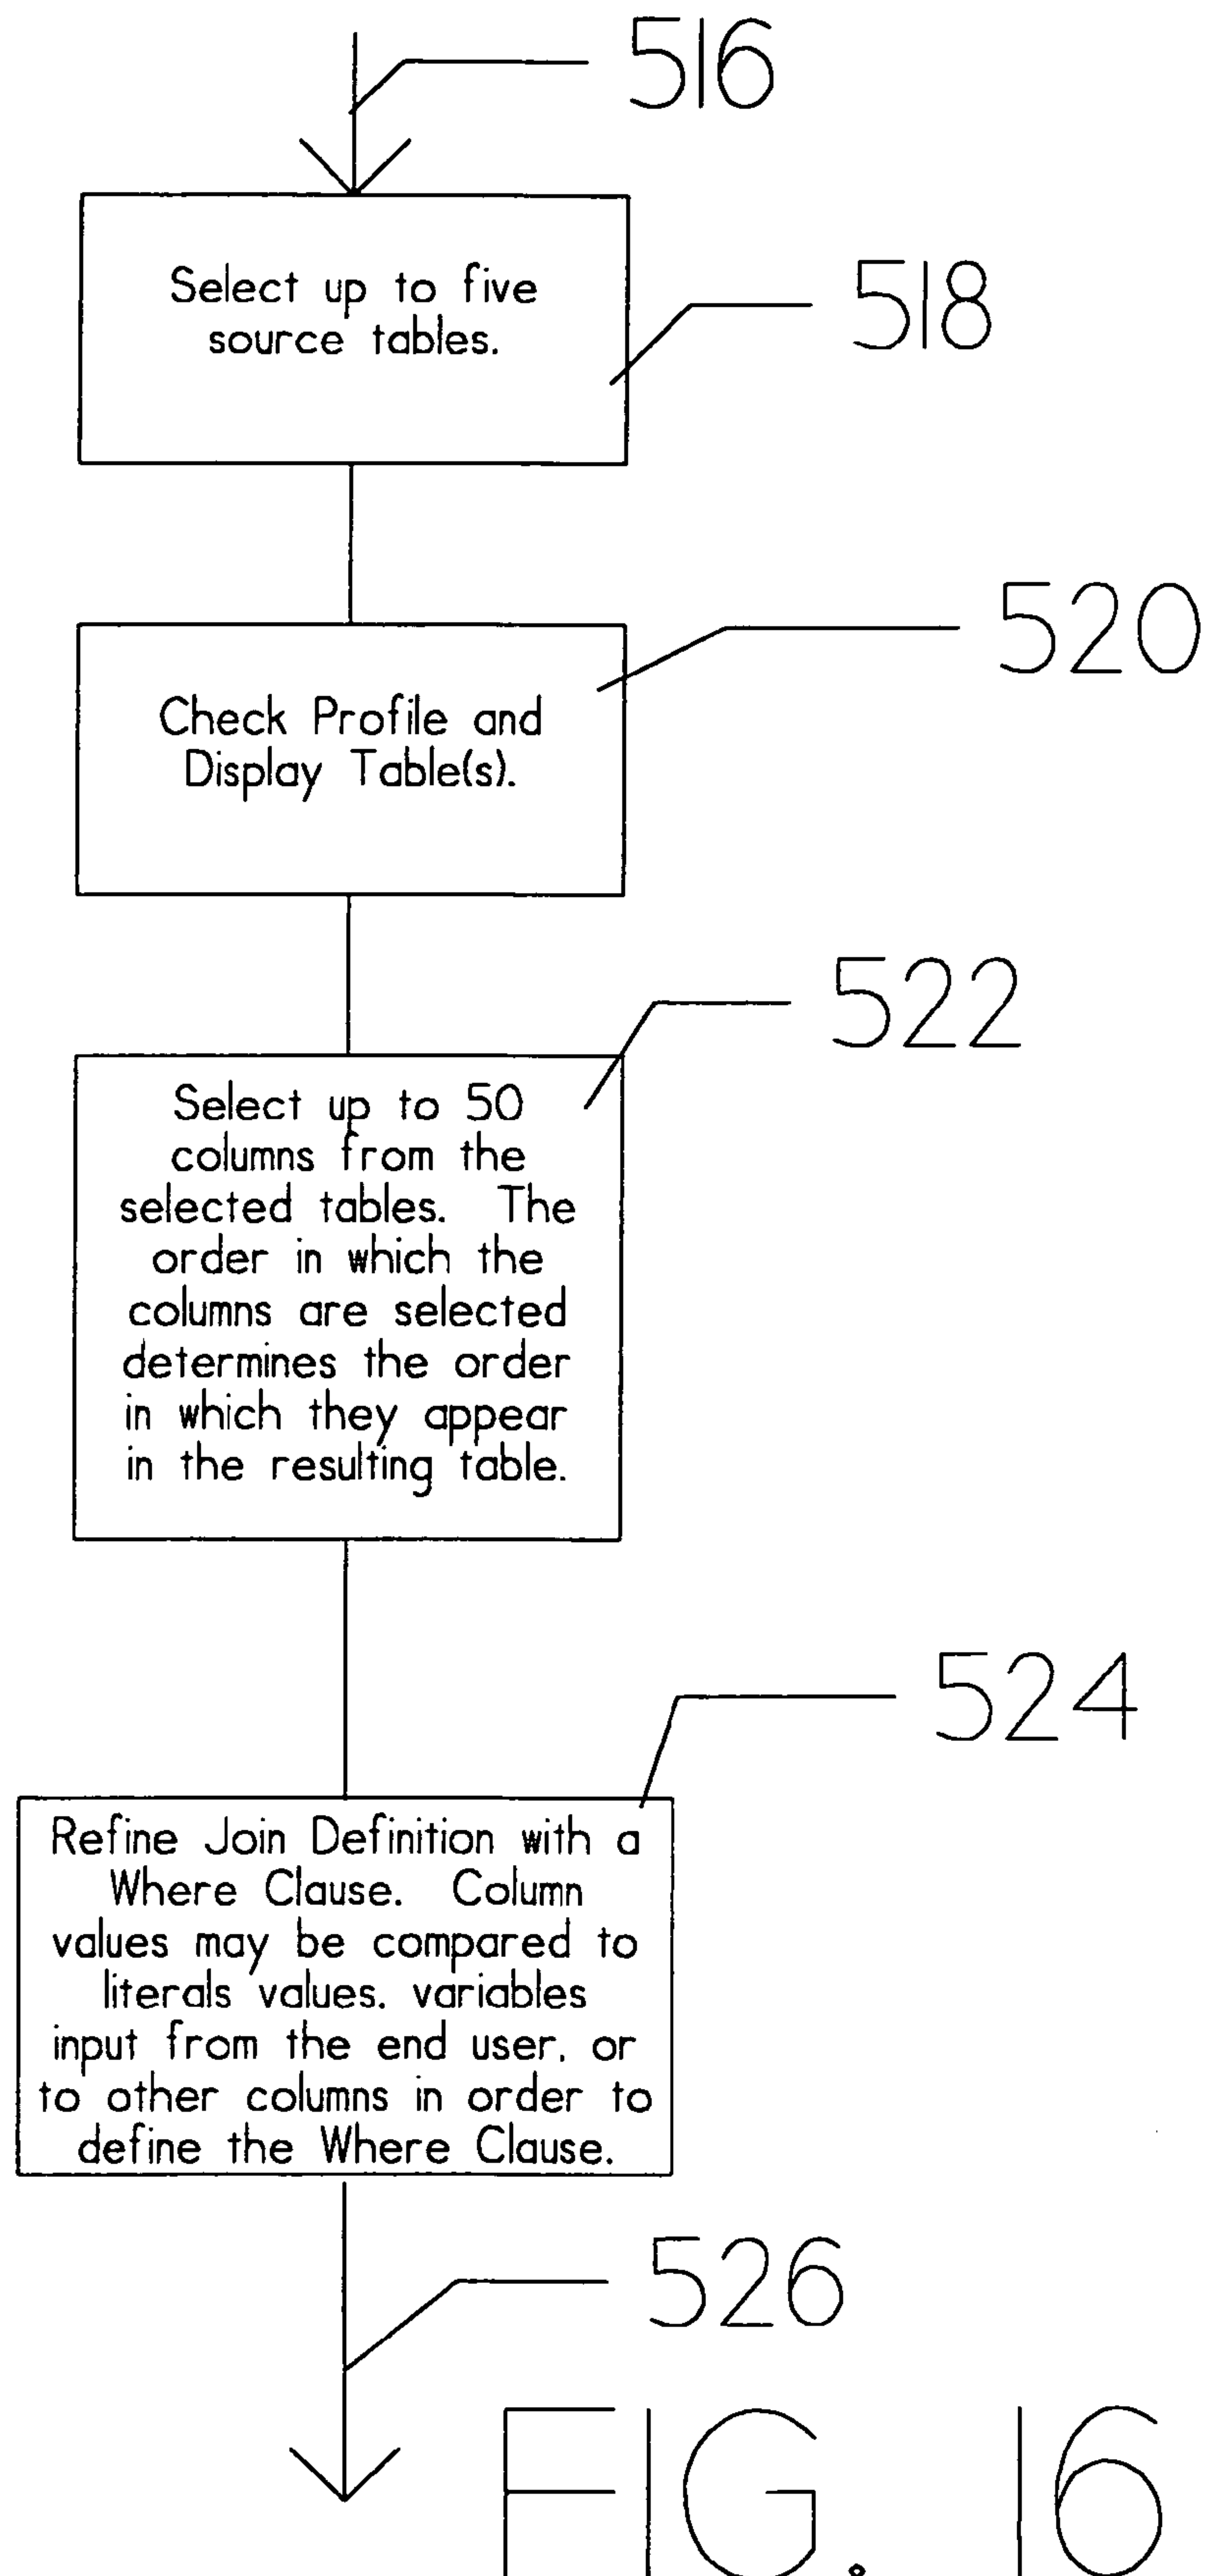 516
Select up to five
source tables.
518
Check Profile and
Display Table(s).
520
Select up to 50
columns from the
selected tables. The
order in which the
columns are selected
determines the order
in which they appear
in the resulting table.
522
Refine Join Definition with a
Where Clause. Column
values may be compared to
literals values. variables
input from the end user. or
to other columns in order to
define the Where Clause.
524
526
FIG. 16